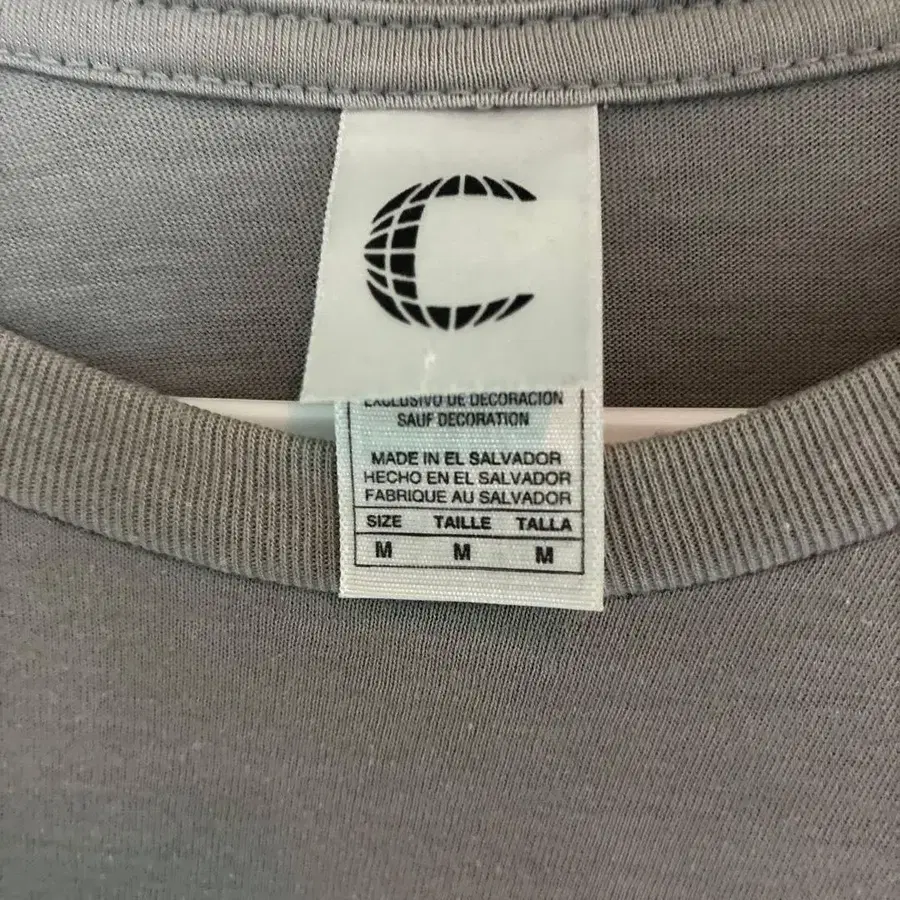 C
EXCLUSIVO DE DECORACION
SAUF DECORATION
MADE IN EL SALVADOR
HECHO EN EL SALVADOR
FABRIQUE AU SALVADOR
SIZE TAILLE TALLA
M M M